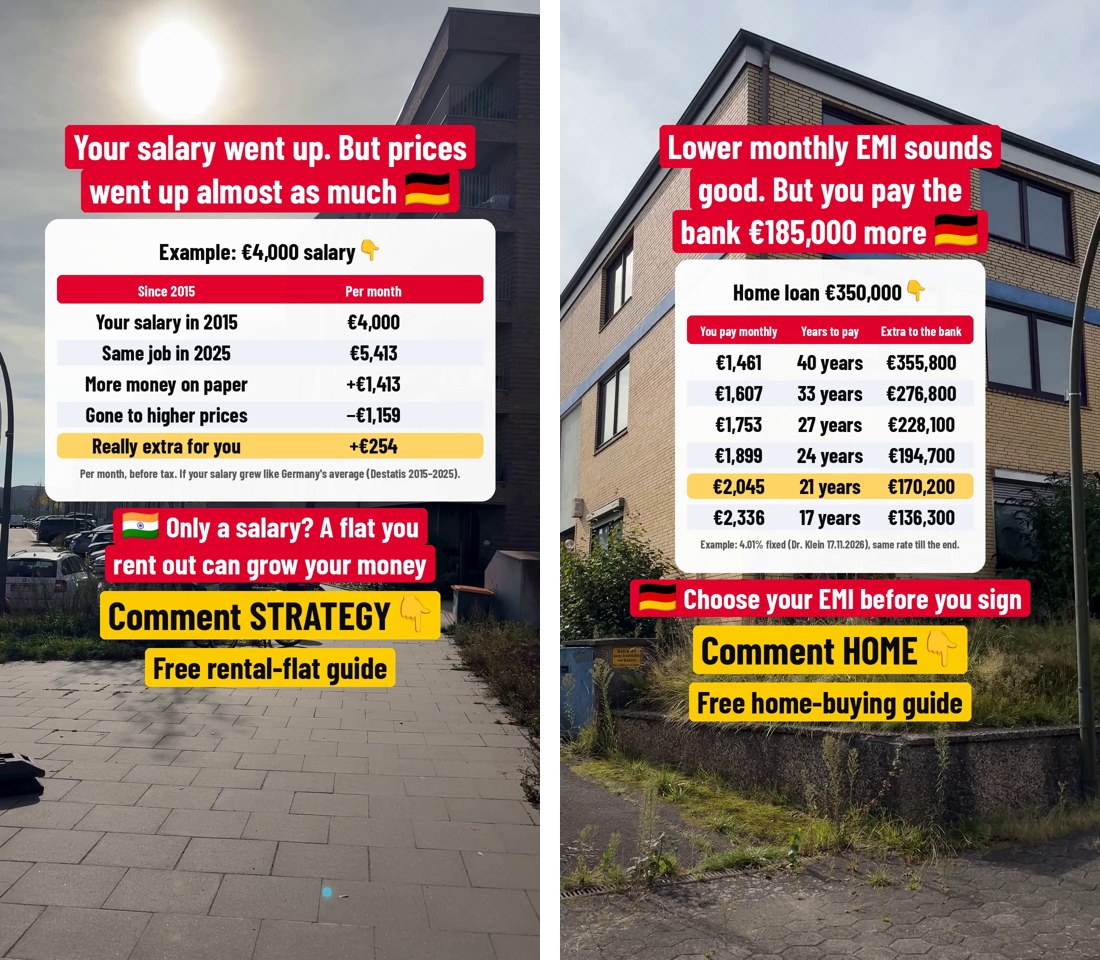 Your salary went up. But prices
went up almost as much 🇩🇪
Example: €4,000 salary 👇
Since 2015 Per month
Your salary in 2015 €4,000
Same job in 2025 €5,413
More money on paper +€1,413
Gone to higher prices −€1,159
Really extra for you +€254
Per month, before tax. If your salary grew like Germany's average (Destatis 2015–2025).
🇮🇳 Only a salary? A flat you
rent out can grow your money
Comment STRATEGY 👇
Free rental-flat guide
Lower monthly EMI sounds
good. But you pay the
bank €185,000 more 🇩🇪
Home loan €350,000 👇
You pay monthly Years to pay Extra to the bank
€1,461 40 years €355,800
€1,607 33 years €276,800
€1,753 27 years €228,100
€1,899 24 years €194,700
€2,045 21 years €170,200
€2,336 17 years €136,300
Example: 4.01% fixed (Dr. Klein 17.11.2026), same rate till the end.
🇩🇪 Choose your EMI before you sign
Comment HOME 👇
Free home-buying guide